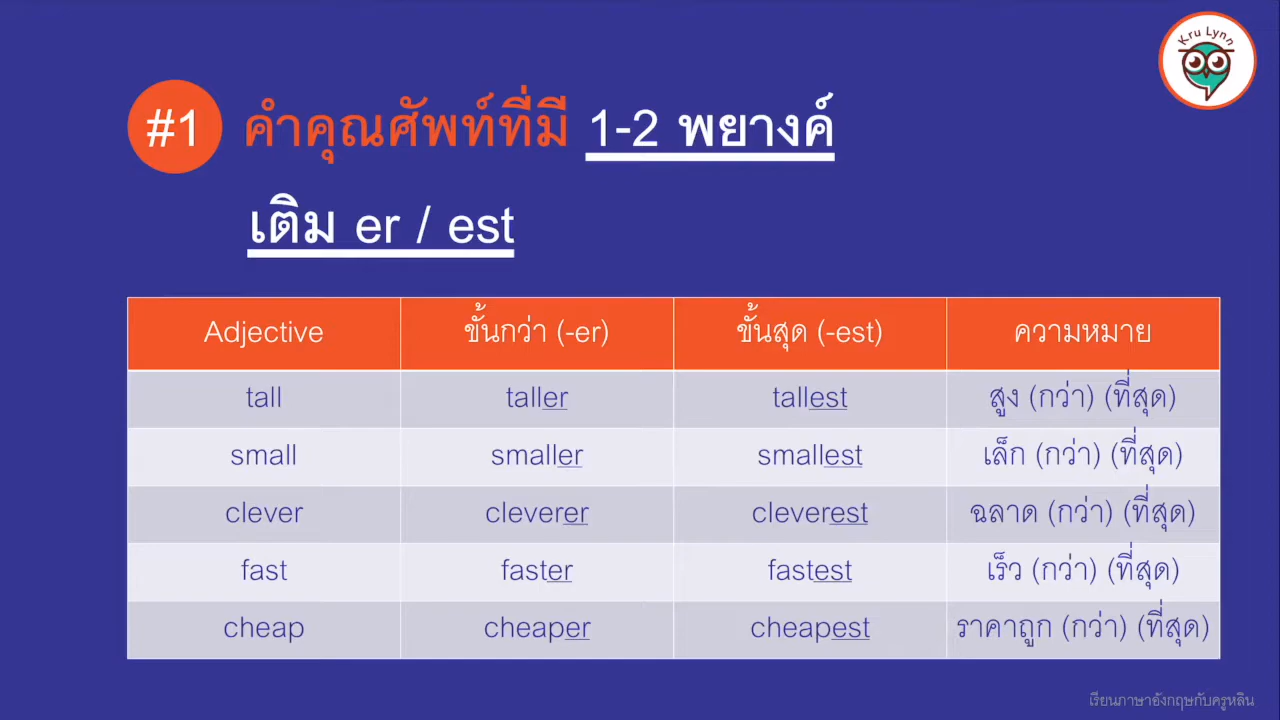 Kru Lynn
#1 คำคุณศัพท์ที่มี 1-2 พยางค์
เติม er / est
Adjective ขั้นกว่า (-er) ขั้นสุด (-est) ความหมาย
tall taller tallest สูง (กว่า) (ที่สุด)
small smaller smallest เล็ก (กว่า) (ที่สุด)
clever cleverer cleverest ฉลาด (กว่า) (ที่สุด)
fast faster fastest เร็ว (กว่า) (ที่สุด)
cheap cheaper cheapest ราคาถูก (กว่า) (ที่สุด)
เรียนภาษาอังกฤษกับครูหลิน